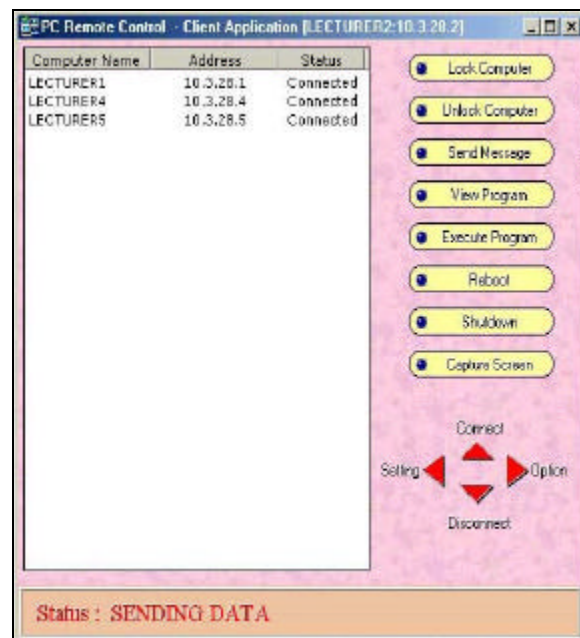 PC Remote Control - Client Application [LECTURER2:10.3.28.2]
Computer Name Address Status
LECTURER1 10.3.28.1 Connected
LECTURER4 10.3.28.4 Connected
LECTURER5 10.3.28.5 Connected
Lock Computer
Unlock Computer
Send Message
View Program
Execute Program
Reboot
Shutdown
Capture Screen
Connect
Setting Option
Disconnect
Status : SENDING DATA